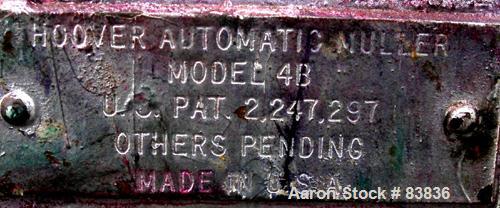 HOOVER AUTOMATIC MULLER
MODEL 4B
U.S. PAT. 2,247,297
OTHERS PENDING
MADE IN U.S.A.
Aaron Stock # 83836